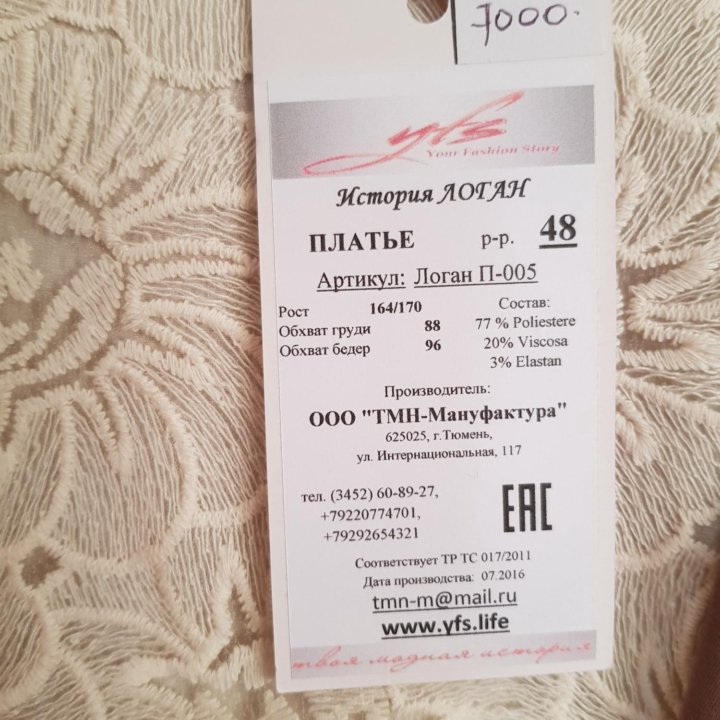 7000.
yfs
Your Fashion Story
История ЛОГАН
ПЛАТЬЕ р-р. 48
Артикул: Логан П-005
Рост 164/170
Обхват груди 88
Обхват бедер 96
Состав:
77 % Poliestere
20% Viscosa
3% Elastan
Производитель:
ООО "ТМН-Мануфактура"
625025, г.Тюмень,
ул. Интернациональная, 117
тел. (3452) 60-89-27,
+79220774701,
+79292654321
EAC
Соответствует ТР ТС 017/2011
Дата производства: 07.2016
tmn-m@mail.ru
www.yfs.life
твоя модная история